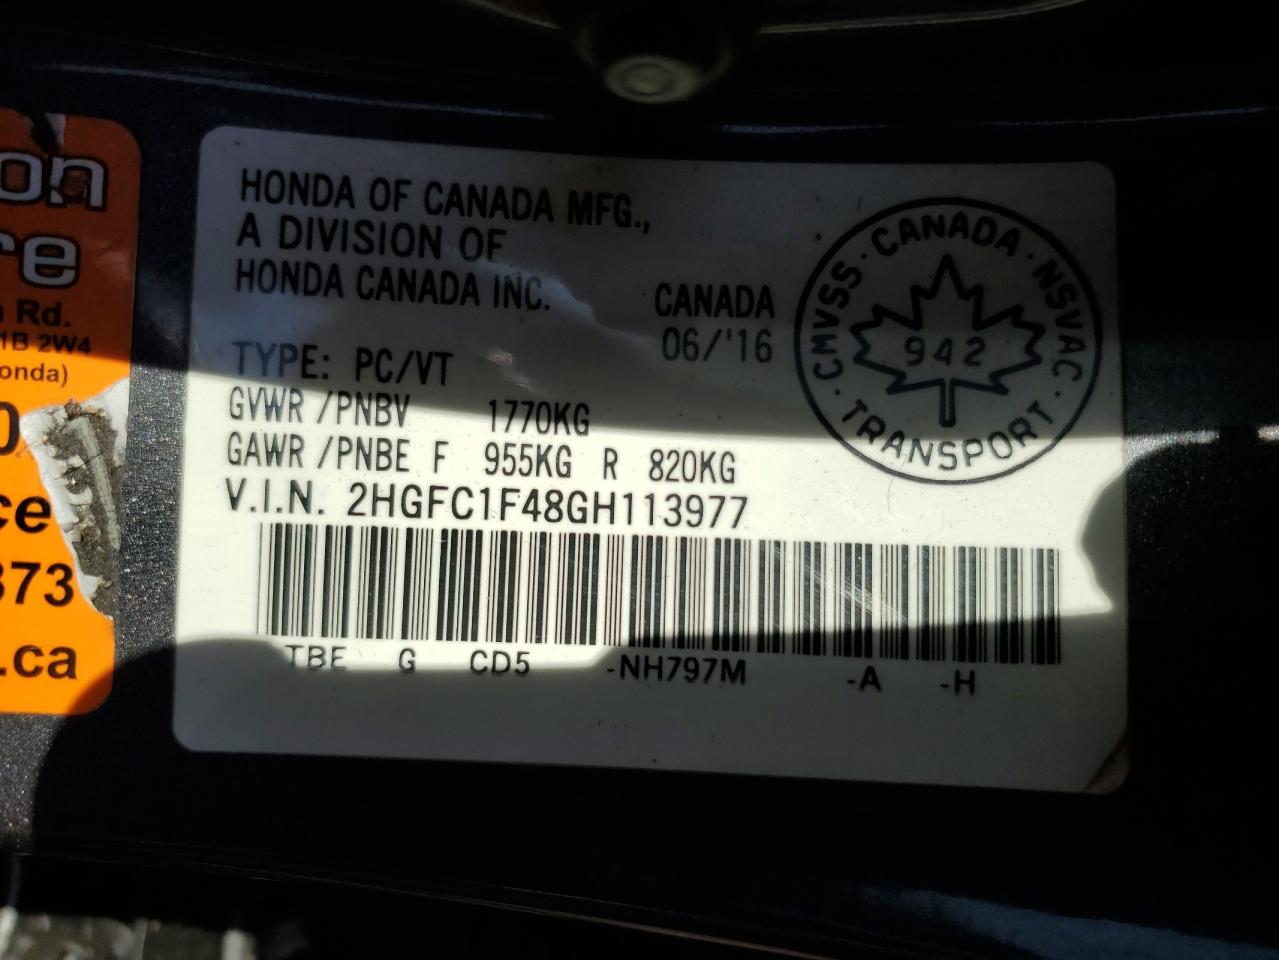 on
re
Rd.
1B 2W4
onda)
0
ce
373
.ca
HONDA OF CANADA MFG.,
A DIVISION OF
HONDA CANADA INC.
CANADA
06/'16
TYPE: PC/VT
GVWR /PNBV 1770KG
GAWR /PNBE F 955KG R 820KG
V.I.N. 2HGFC1F48GH113977
TBE G CD5 -NH797M -A -H
CMVSS · CANADA · NSVAC · TRANSPORT ·
942